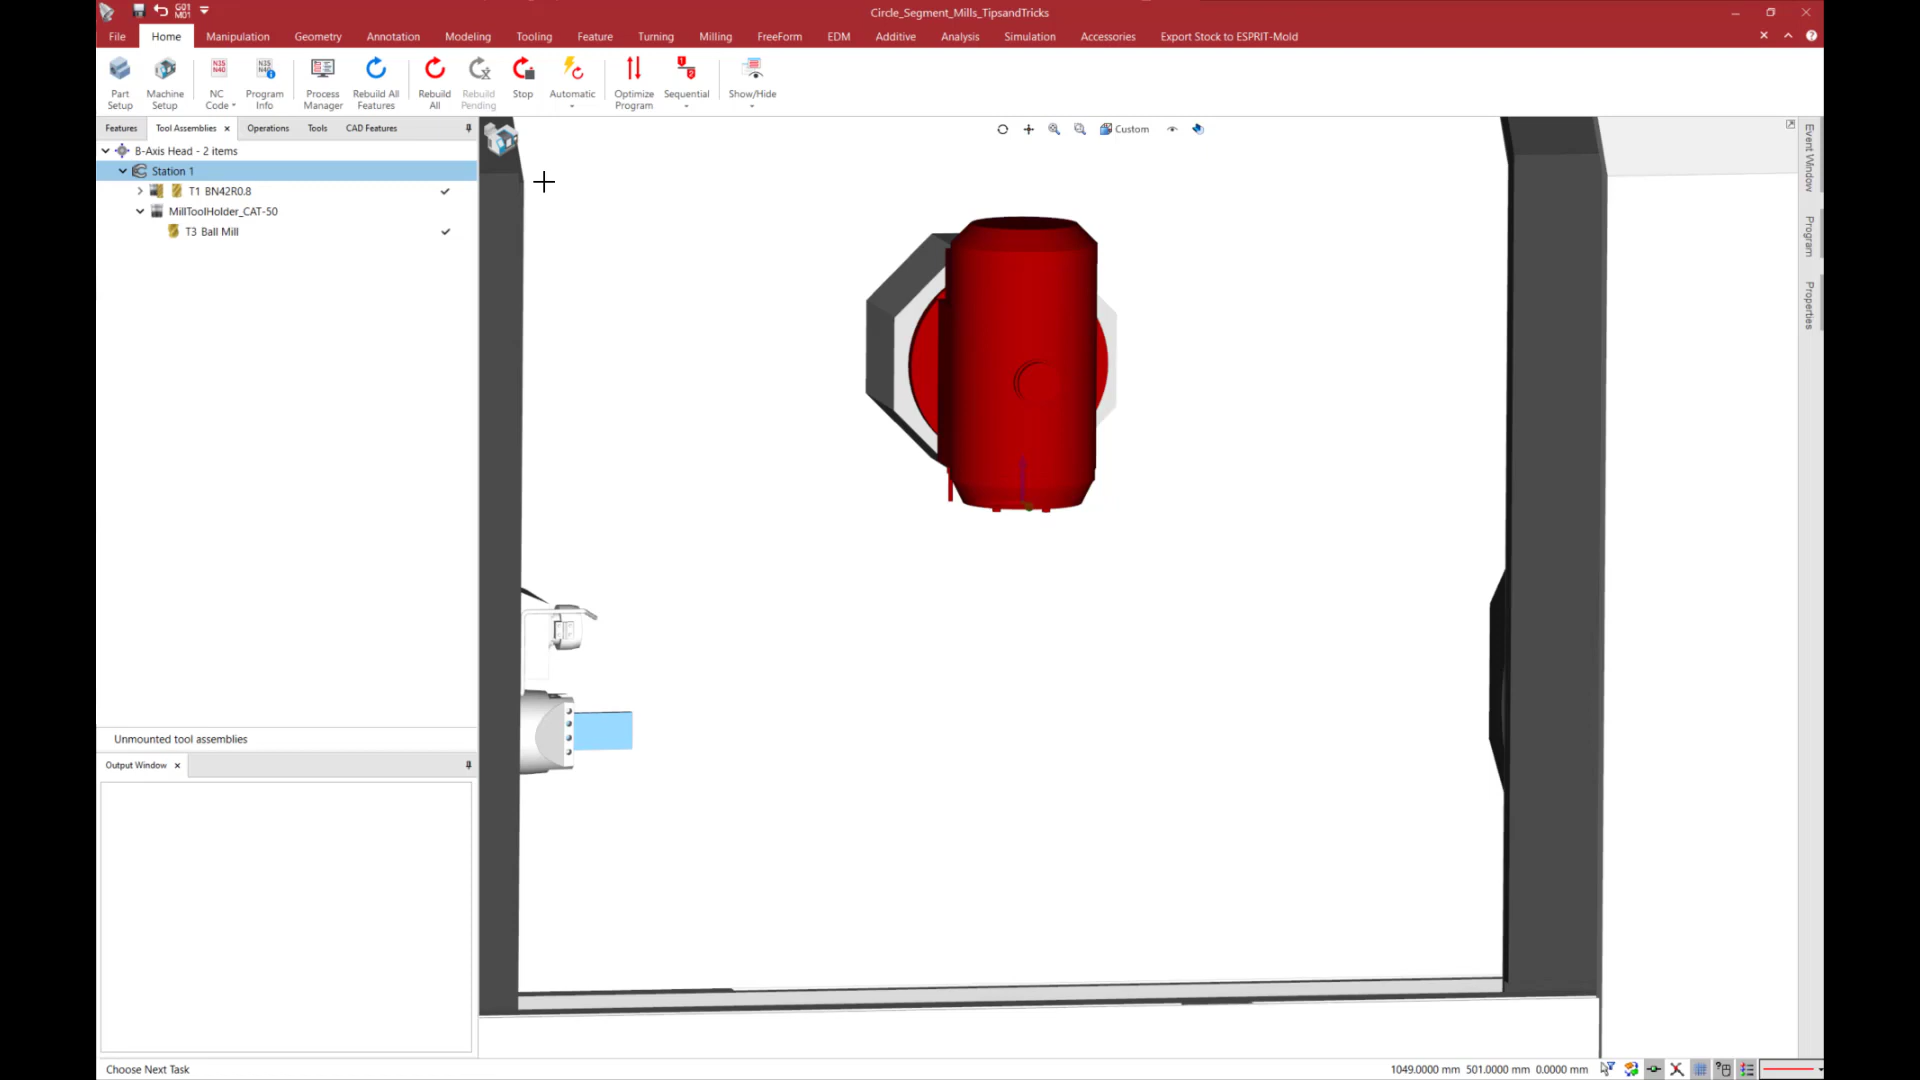 G01
M01
Circle_Segment_Mills_TipsandTricks
File Home Manipulation Geometry Annotation Modeling Tooling Feature Turning Milling FreeForm EDM Additive Analysis Simulation Accessories Export Stock to ESPRIT-Mold
Part Setup
Machine Setup
NC Code
Program Info
Process Manager
Rebuild All Features
Rebuild All
Rebuild Pending
Stop
Automatic
Optimize Program
Sequential
Show/Hide
Features Tool Assemblies Operations Tools CAD Features
Custom
B-Axis Head - 2 items
Station 1
T1 BN42R0.8
MillToolHolder_CAT-50
T3 Ball Mill
Event Window
Program
Properties
Unmounted tool assemblies
Output Window
Choose Next Task
1049.0000 mm 501.0000 mm 0.0000 mm